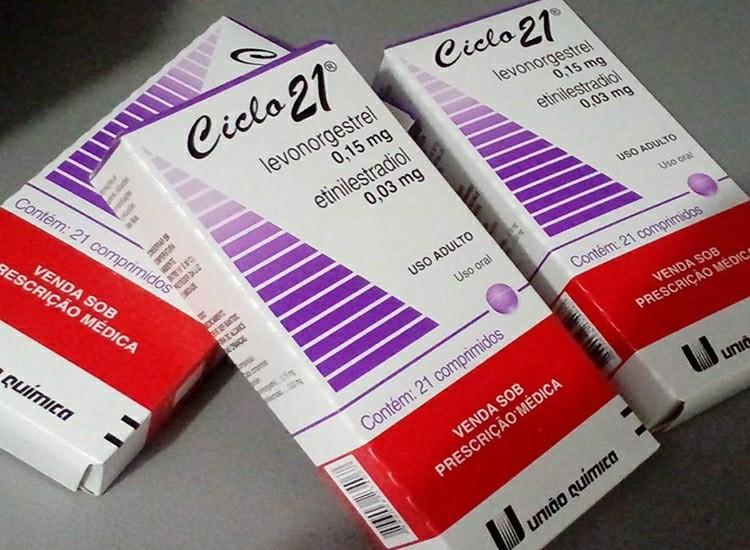 Ciclo 21®
levonorgestrel
0,15 mg
etinilestradiol
0,03 mg
USO ADULTO
Uso oral
Contém: 21 comprimidos
VENDA SOB
PRESCRIÇÃO MÉDICA
união química
Ciclo 21®
levonorgestrel
0,15 mg
etinilestradiol
0,03 mg
USO ADULTO
Uso oral
Contém: 21 comprimidos
VENDA SOB
PRESCRIÇÃO MÉDICA
união
Contém: 21 comprimidos
VENDA SOB
PRESCRIÇÃO MÉDICA
química